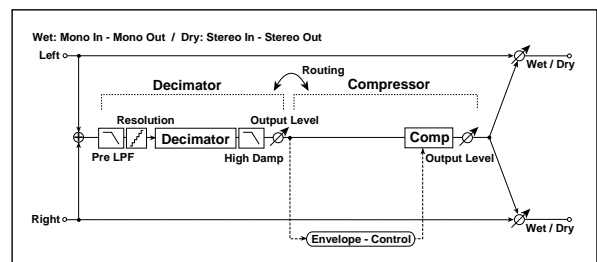 Wet: Mono In - Mono Out / Dry: Stereo In - Stereo Out
Left
Wet / Dry
Routing
Decimator
Compressor
Resolution
Output Level
Decimator
Comp
Pre LPF
High Damp
Output Level
Right
Envelope - Control
Wet / Dry